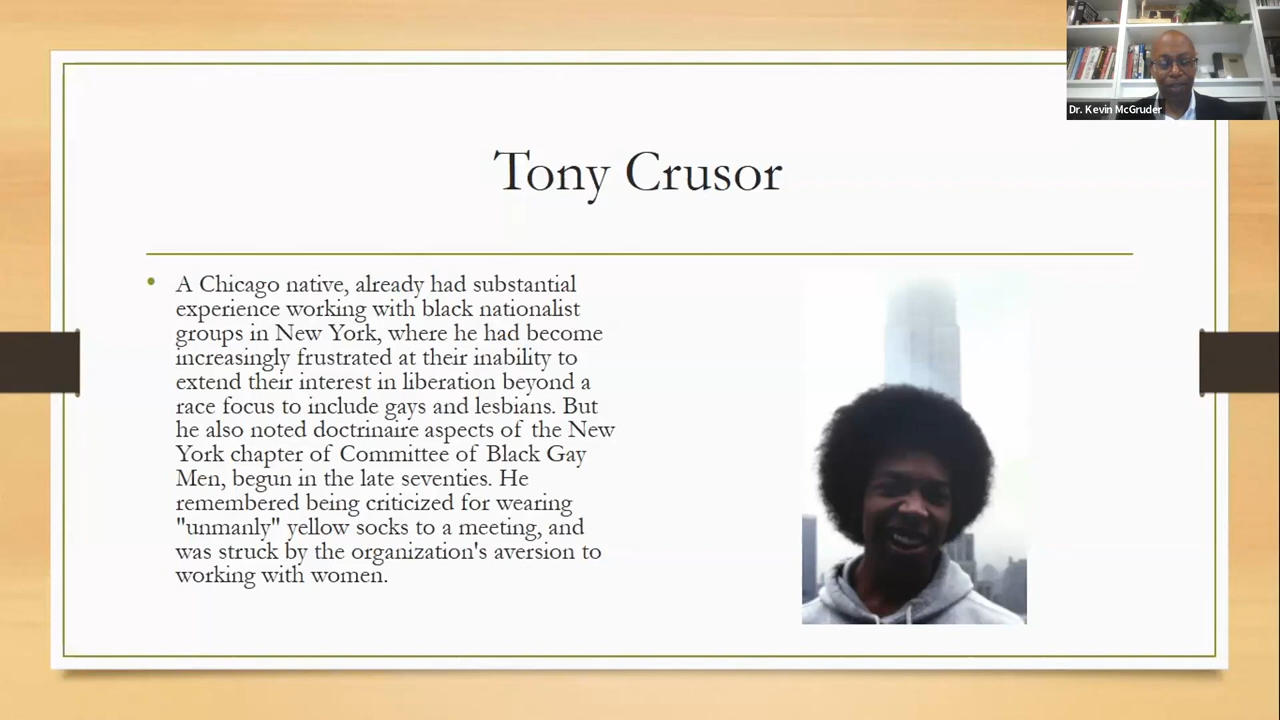 Dr. Kevin McGruder
Tony Crusor
• A Chicago native, already had substantial
experience working with black nationalist
groups in New York, where he had become
increasingly frustrated at their inability to
extend their interest in liberation beyond a
race focus to include gays and lesbians. But
he also noted doctrinaire aspects of the New
York chapter of Committee of Black Gay
Men, begun in the late seventies. He
remembered being criticized for wearing
"unmanly" yellow socks to a meeting, and
was struck by the organization's aversion to
working with women.